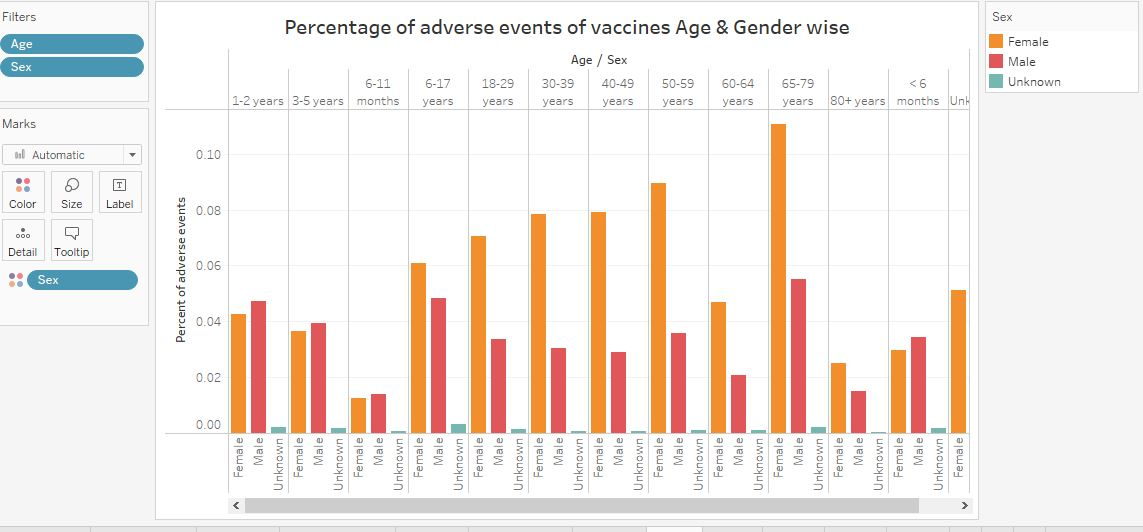 Filters
Age
Sex
Marks
Automatic
Color
Size
Label
Detail
Tooltip
Sex
Percentage of adverse events of vaccines Age & Gender wise
Age / Sex
1-2 years
3-5 years
6-11
months
6-17
years
18-29
years
30-39
years
40-49
years
50-59
years
60-64
years
65-79
years
80+ years
< 6
months
Unk
Percent of adverse events
0.10
0.08
0.06
0.04
0.02
0.00
Female
Male
Unknown
Female
Male
Unknown
Female
Male
Unknown
Female
Male
Unknown
Female
Male
Unknown
Female
Male
Unknown
Female
Male
Unknown
Female
Male
Unknown
Female
Male
Unknown
Female
Male
Unknown
Female
Male
Unknown
Female
Male
Unknown
Female
Sex
Female
Male
Unknown